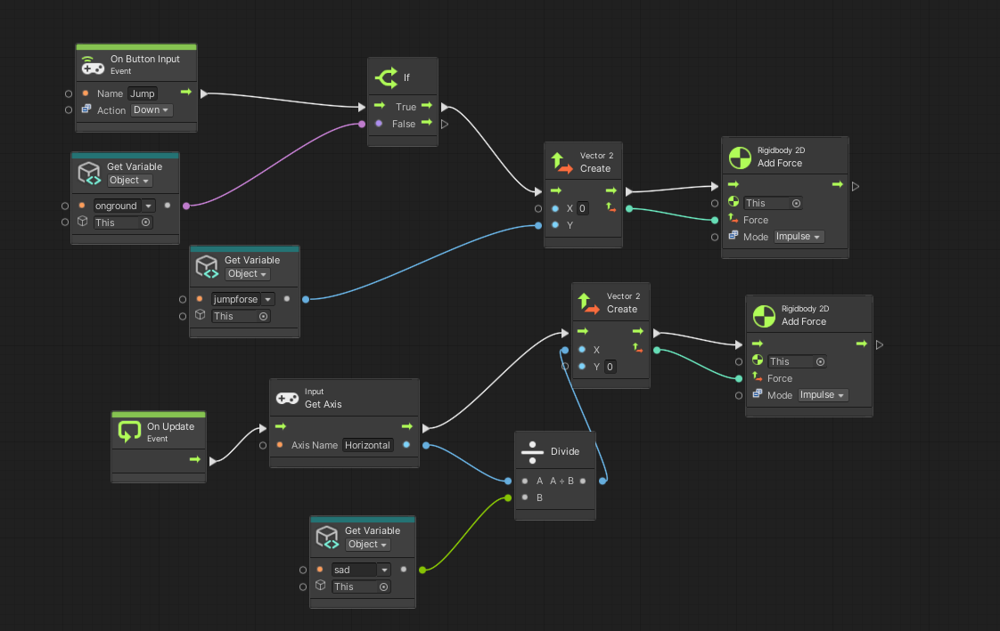 On Button Input
Event
Name Jump
Action Down
Get Variable
Object
onground
This
Get Variable
Object
jumpforse
This
If
True
False
Vector 2
Create
X 0
Y
Rigidbody 2D
Add Force
This
Force
Mode Impulse
On Update
Event
Input
Get Axis
Axis Name Horizontal
Get Variable
Object
sad
This
Divide
A A ÷ B
B
Vector 2
Create
X
Y 0
Rigidbody 2D
Add Force
This
Force
Mode Impulse